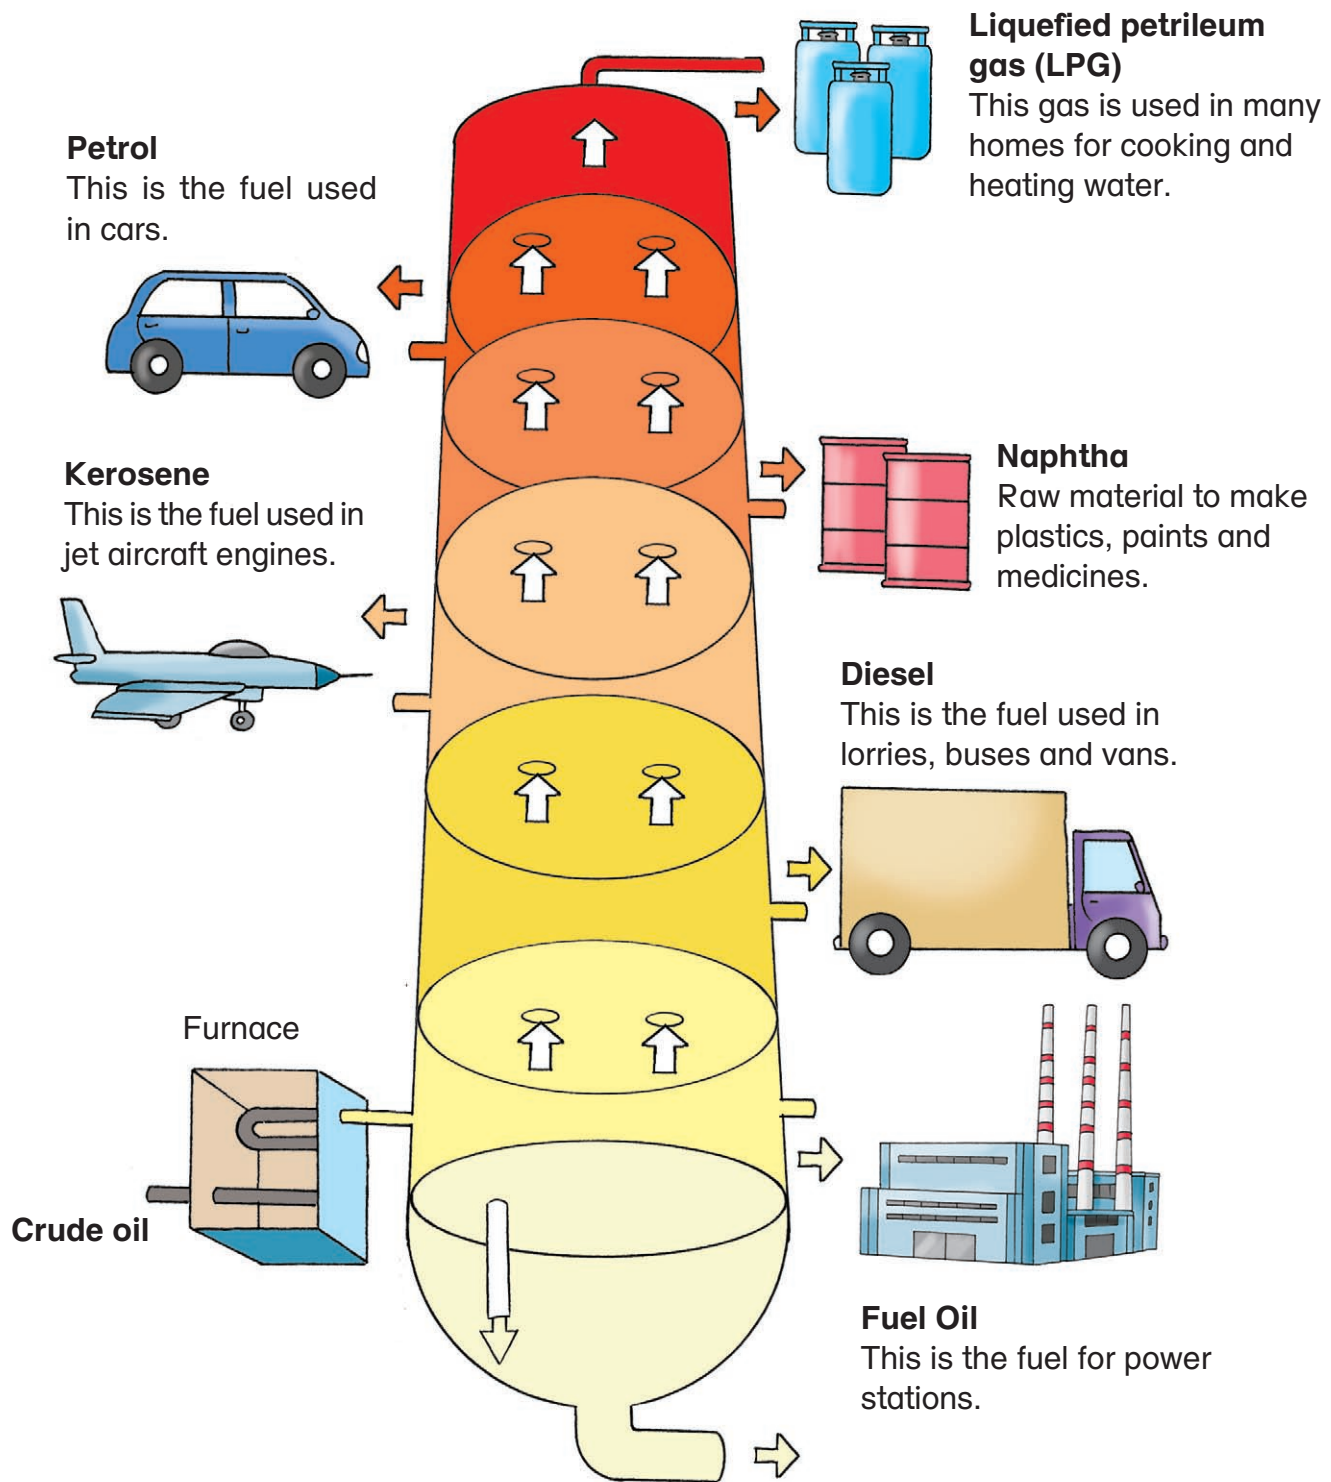 Liquefied petrileum
gas (LPG)
This gas is used in many
homes for cooking and
heating water.
Petrol
This is the fuel used
in cars.
Naphtha
Raw material to make
plastics, paints and
medicines.
Kerosene
This is the fuel used in
jet aircraft engines.
Diesel
This is the fuel used in
lorries, buses and vans.
Furnace
Crude oil
Fuel Oil
This is the fuel for power
stations.